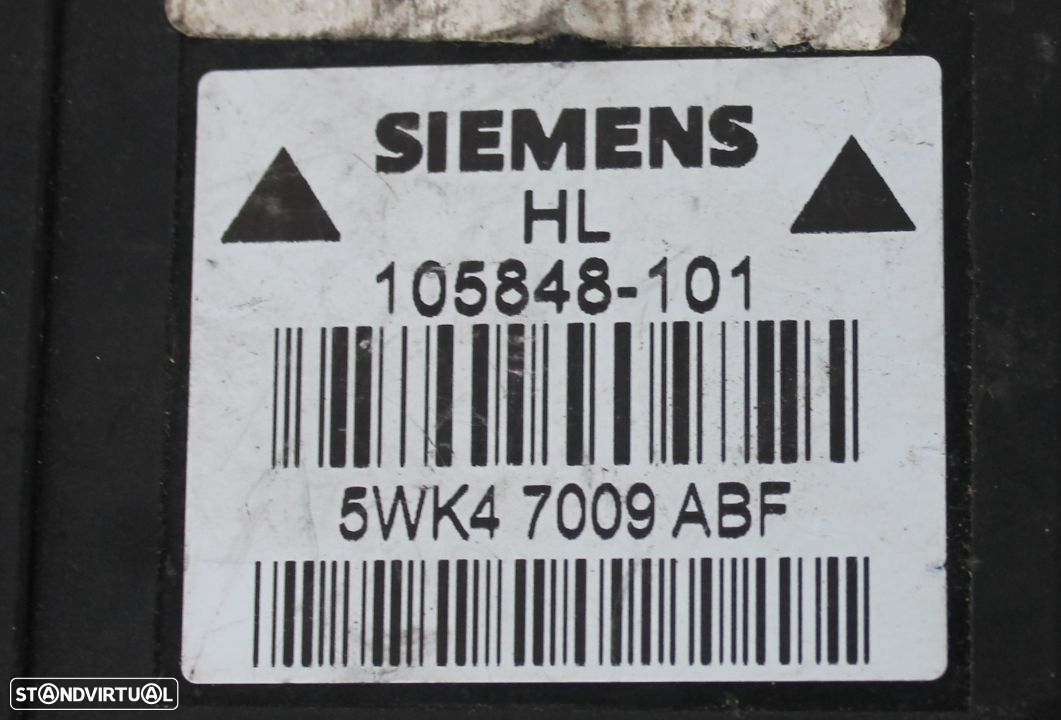 SIEMENS
HL
105848-101
5WK4 7009 ABF
STANDVIRTUAL